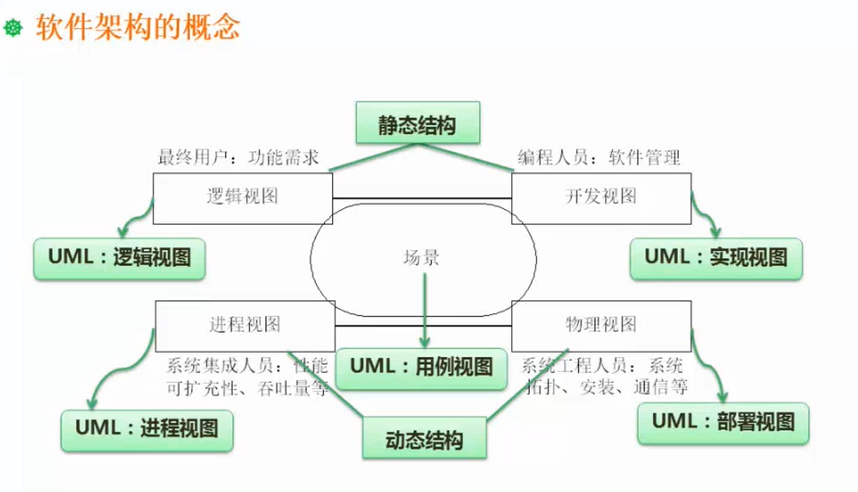 软件架构的概念
静态结构
最终用户：功能需求
编程人员：软件管理
逻辑视图
开发视图
UML：逻辑视图
场景
UML：实现视图
进程视图
物理视图
系统集成人员：性能
可扩充性、吞吐量等
UML：用例视图
系统工程人员：系统
拓扑、安装、通信等
UML：进程视图
动态结构
UML：部署视图